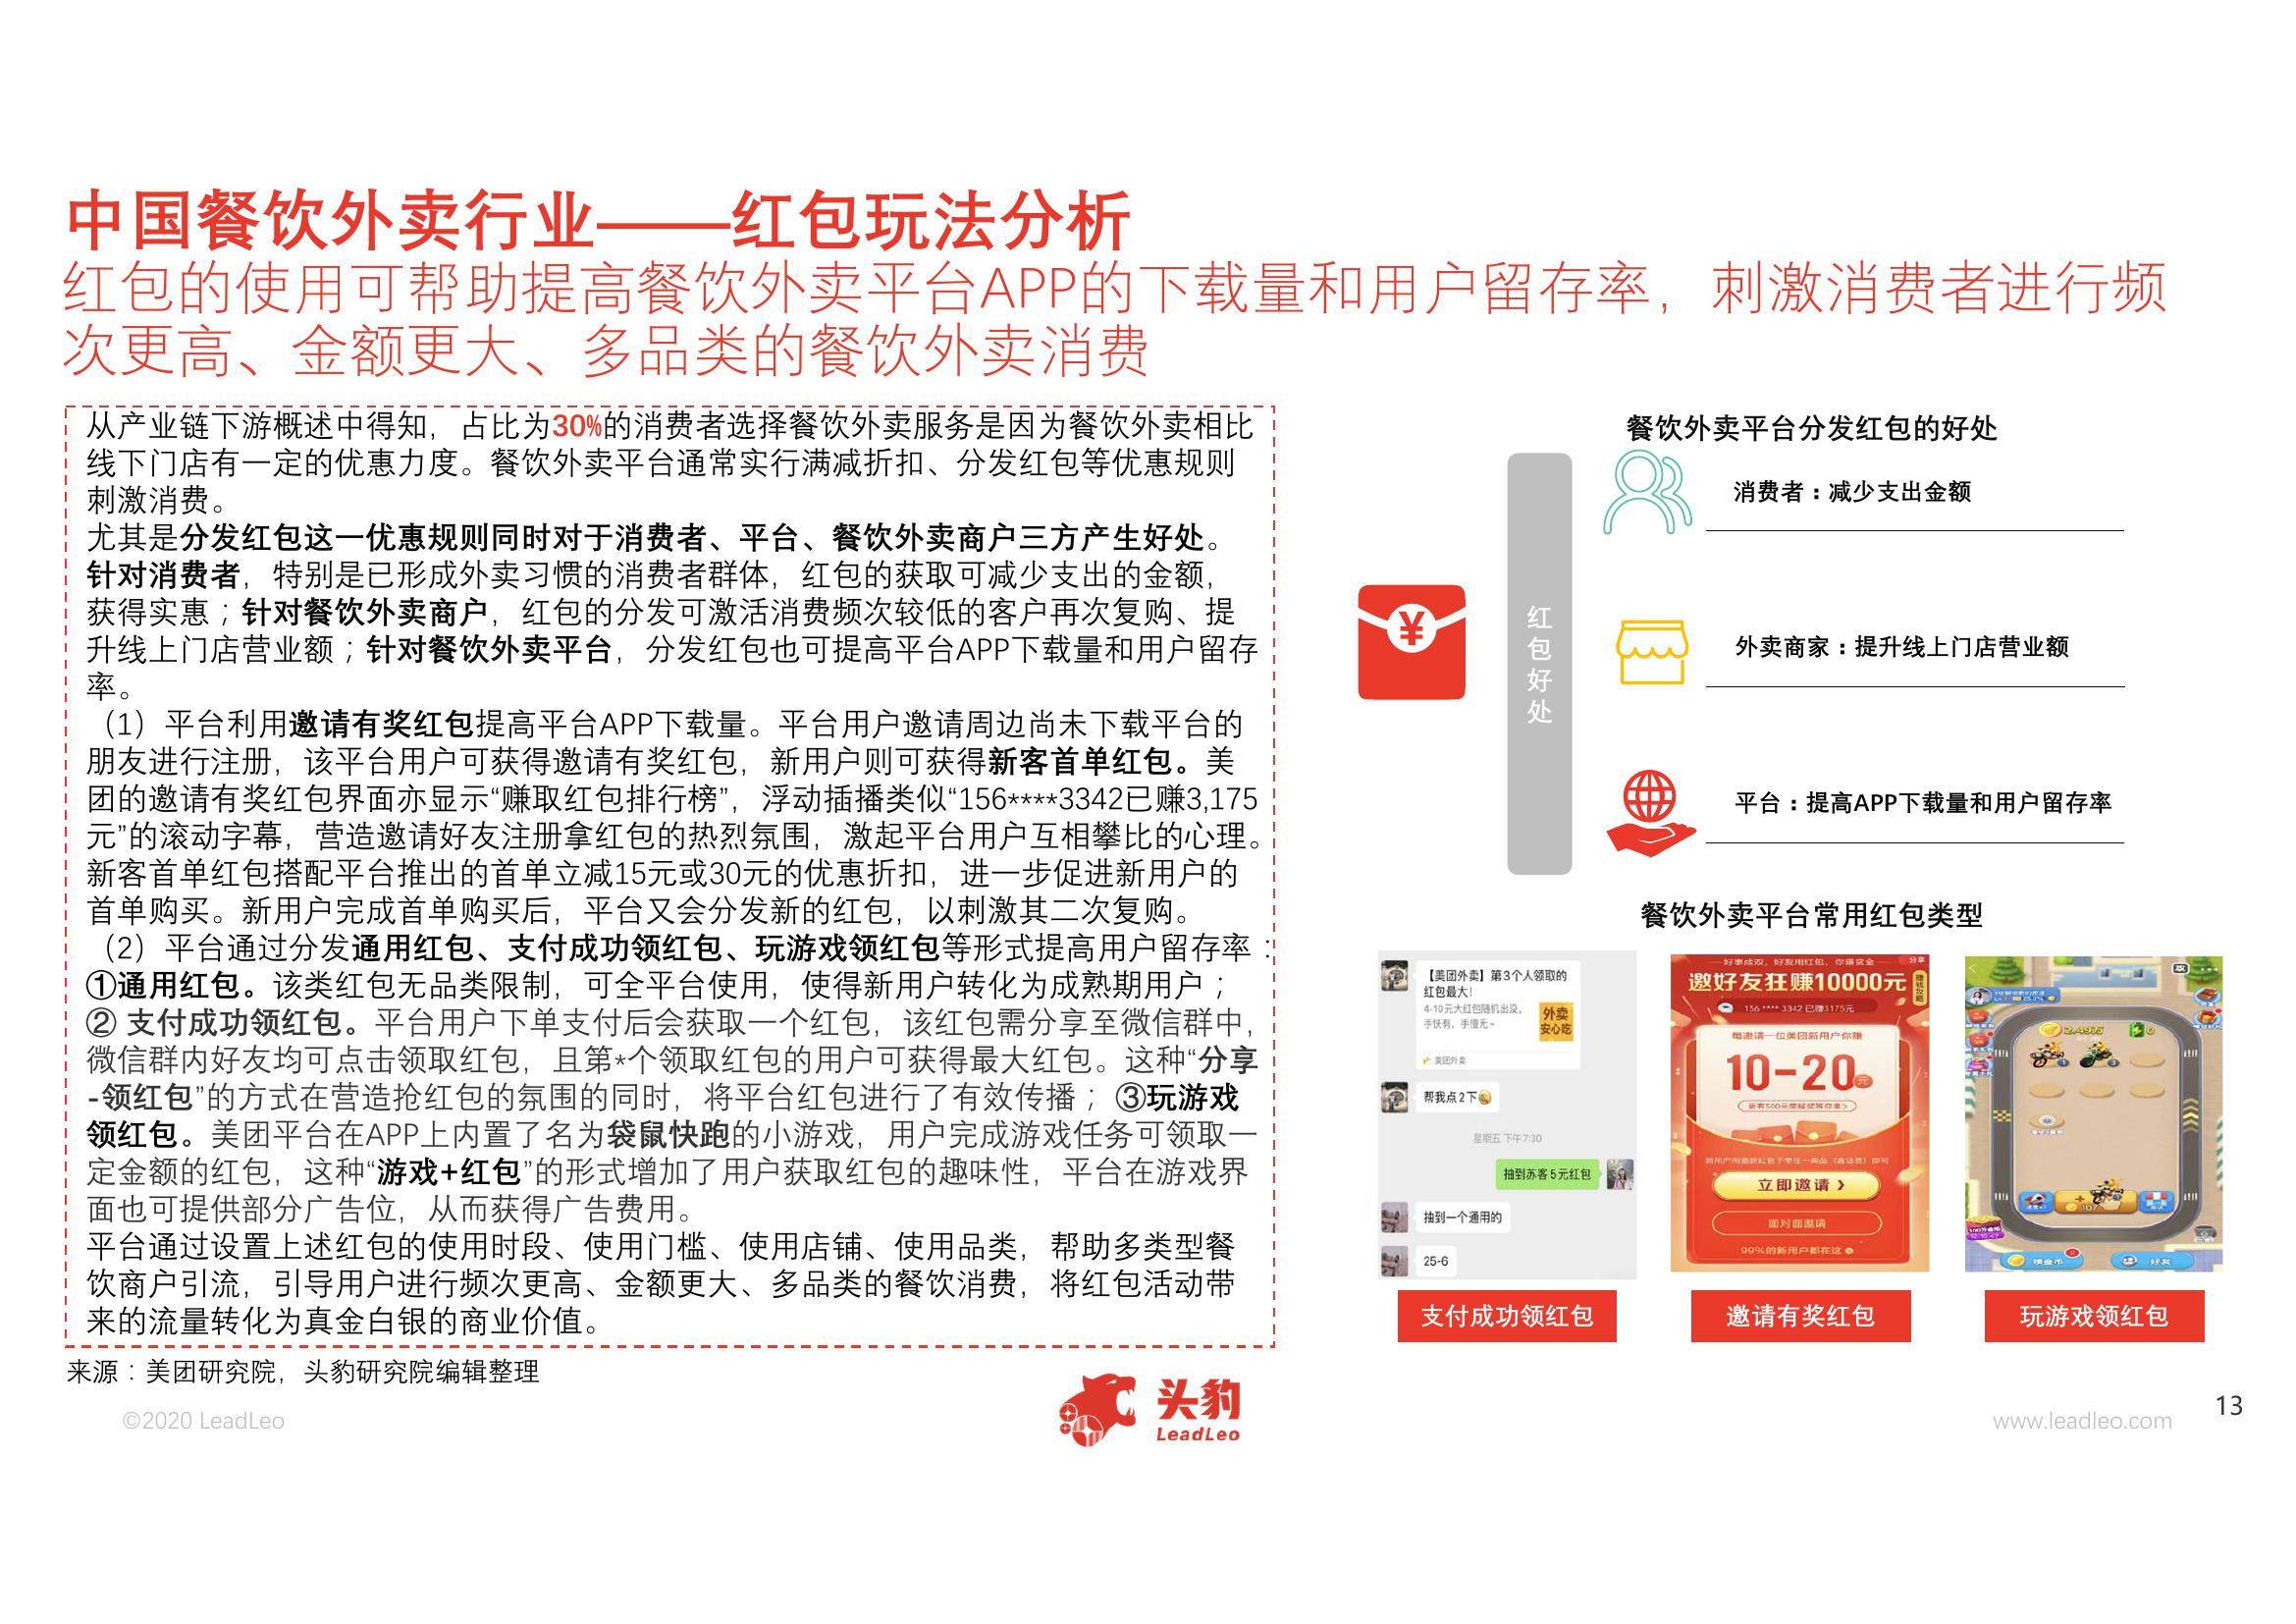 中国餐饮外卖行业——红包玩法分析
红包的使用可帮助提高餐饮外卖平台APP的下载量和用户留存率，刺激消费者进行频
次更高、金额更大、多品类的餐饮外卖消费
从产业链下游概述中得知，占比为30%的消费者选择餐饮外卖服务是因为餐饮外卖相比
线下门店有一定的优惠力度。餐饮外卖平台通常实行满减折扣、分发红包等优惠规则
刺激消费。
尤其是分发红包这一优惠规则同时对于消费者、平台、餐饮外卖商户三方产生好处。
针对消费者，特别是已形成外卖习惯的消费者群体，红包的获取可减少支出的金额，
获得实惠；针对餐饮外卖商户，红包的分发可激活消费频次较低的客户再次复购、提
升线上门店营业额；针对餐饮外卖平台，分发红包也可提高平台APP下载量和用户留存
率。
（1）平台利用邀请有奖红包提高平台APP下载量。平台用户邀请周边尚未下载平台的
朋友进行注册，该平台用户可获得邀请有奖红包，新用户则可获得新客首单红包。美
团的邀请有奖红包界面亦显示“赚取红包排行榜”，浮动插播类似“156****3342已赚3,175
元”的滚动字幕，营造邀请好友注册拿红包的热烈氛围，激起平台用户互相攀比的心理。
新客首单红包搭配平台推出的首单立减15元或30元的优惠折扣，进一步促进新用户的
首单购买。新用户完成首单购买后，平台又会分发新的红包，以刺激其二次复购。
（2）平台通过分发通用红包、支付成功领红包、玩游戏领红包等形式提高用户留存率：
①通用红包。该类红包无品类限制，可全平台使用，使得新用户转化为成熟期用户；
② 支付成功领红包。平台用户下单支付后会获取一个红包，该红包需分享至微信群中，
微信群内好友均可点击领取红包，且第*个领取红包的用户可获得最大红包。这种“分享
-领红包”的方式在营造抢红包的氛围的同时，将平台红包进行了有效传播；③玩游戏
领红包。美团平台在APP上内置了名为袋鼠快跑的小游戏，用户完成游戏任务可领取一
定金额的红包，这种“游戏+红包”的形式增加了用户获取红包的趣味性，平台在游戏界
面也可提供部分广告位，从而获得广告费用。
平台通过设置上述红包的使用时段、使用门槛、使用店铺、使用品类，帮助多类型餐
饮商户引流，引导用户进行频次更高、金额更大、多品类的餐饮消费，将红包活动带
来的流量转化为真金白银的商业价值。
来源：美团研究院，头豹研究院编辑整理
餐饮外卖平台分发红包的好处
¥
红包好处
消费者：减少支出金额
外卖商家：提升线上门店营业额
平台：提高APP下载量和用户留存率
餐饮外卖平台常用红包类型
【美团外卖】第3个人领取的
红包最大!
4-10元大红包随机出没，
手快有，手慢无~
外卖
安心吃
美团外卖
帮我点2下
星期五 下午7:30
抽到苏客5元红包
抽到一个通用的
25-6
支付成功领红包
好事成双，好友用红包，你赚赏金
分享
邀好友狂赚10000元
156 **** 3342 已赚3175元
每邀请一位美团新用户你赚
10-20元
立即邀请 >
面对面邀请
99%的新用户都在这
邀请有奖红包
领金币
好友
玩游戏领红包
©2020 LeadLeo
头豹
LeadLeo
www.leadleo.com
13